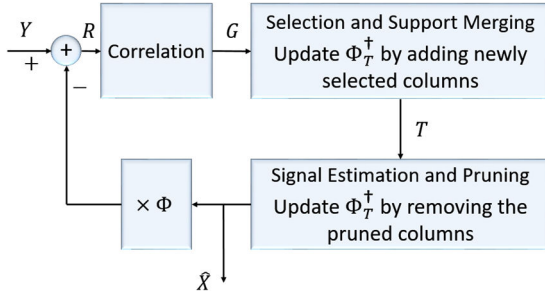 Y
R
G
+
+
−
Correlation
Selection and Support Merging
Update Φ_T^† by adding newly
selected columns
T
Signal Estimation and Pruning
Update Φ_T^† by removing the
pruned columns
× Φ
X̂